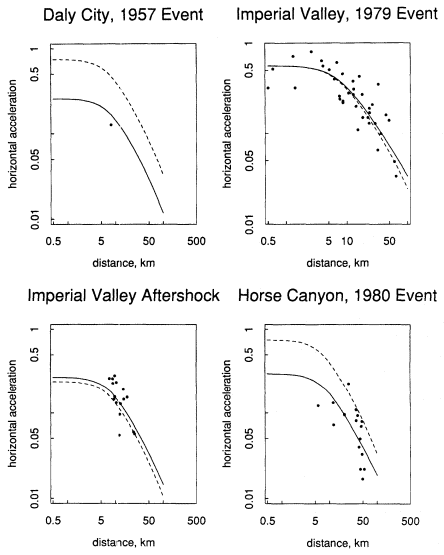 Daly City, 1957 Event
horizontal acceleration
1
0.5
0.05
0.01
0.5
5
50
500
distance, km
Imperial Valley, 1979 Event
horizontal acceleration
1
0.5
0.05
0.01
0.5
5
10
50
distance, km
Imperial Valley Aftershock
horizontal acceleration
1
0.5
0.05
0.01
0.5
5
50
500
distance, km
Horse Canyon, 1980 Event
horizontal acceleration
1
0.5
0.05
0.01
0.5
5
50
500
distance, km